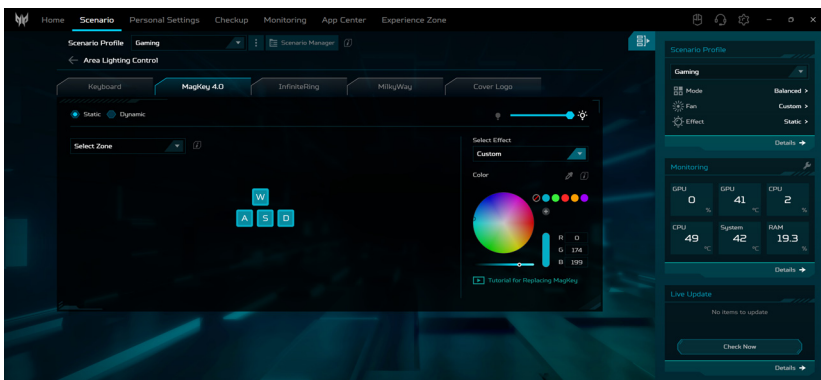 Home Scenario Personal Settings Checkup Monitoring App Center Experience Zone
Scenario Profile Gaming Scenario Manager
Area Lighting Control
Keyboard MagKey 4.0 InfiniteRing MilkyWay Cover Logo
Static Dynamic
Select Zone
W
A S D
Select Effect
Custom
Color
R 0
G 174
B 199
Tutorial for Replacing MagKey
Scenario Profile
Gaming
Mode Balanced >
Fan Custom >
Effect Static >
Details →
Monitoring
GPU GPU CPU
0 % 41 °C 2 %
CPU System RAM
49 °C 42 °C 19.3 %
Details →
Live Update
No items to update
Check Now
Details →